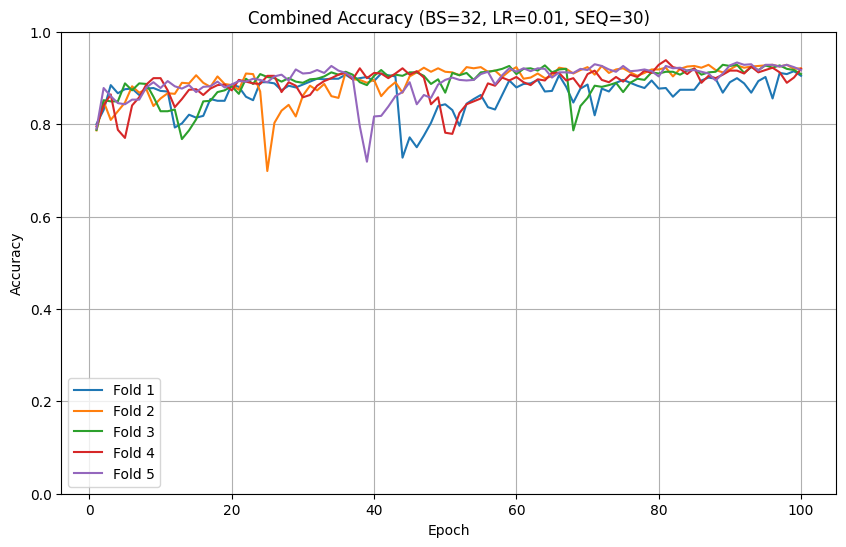 Combined Accuracy (BS=32, LR=0.01, SEQ=30)
1.0
0.8
0.6
0.4
0.2
0.0
Accuracy
Fold 1
Fold 2
Fold 3
Fold 4
Fold 5
0 20 40 60 80 100
Epoch